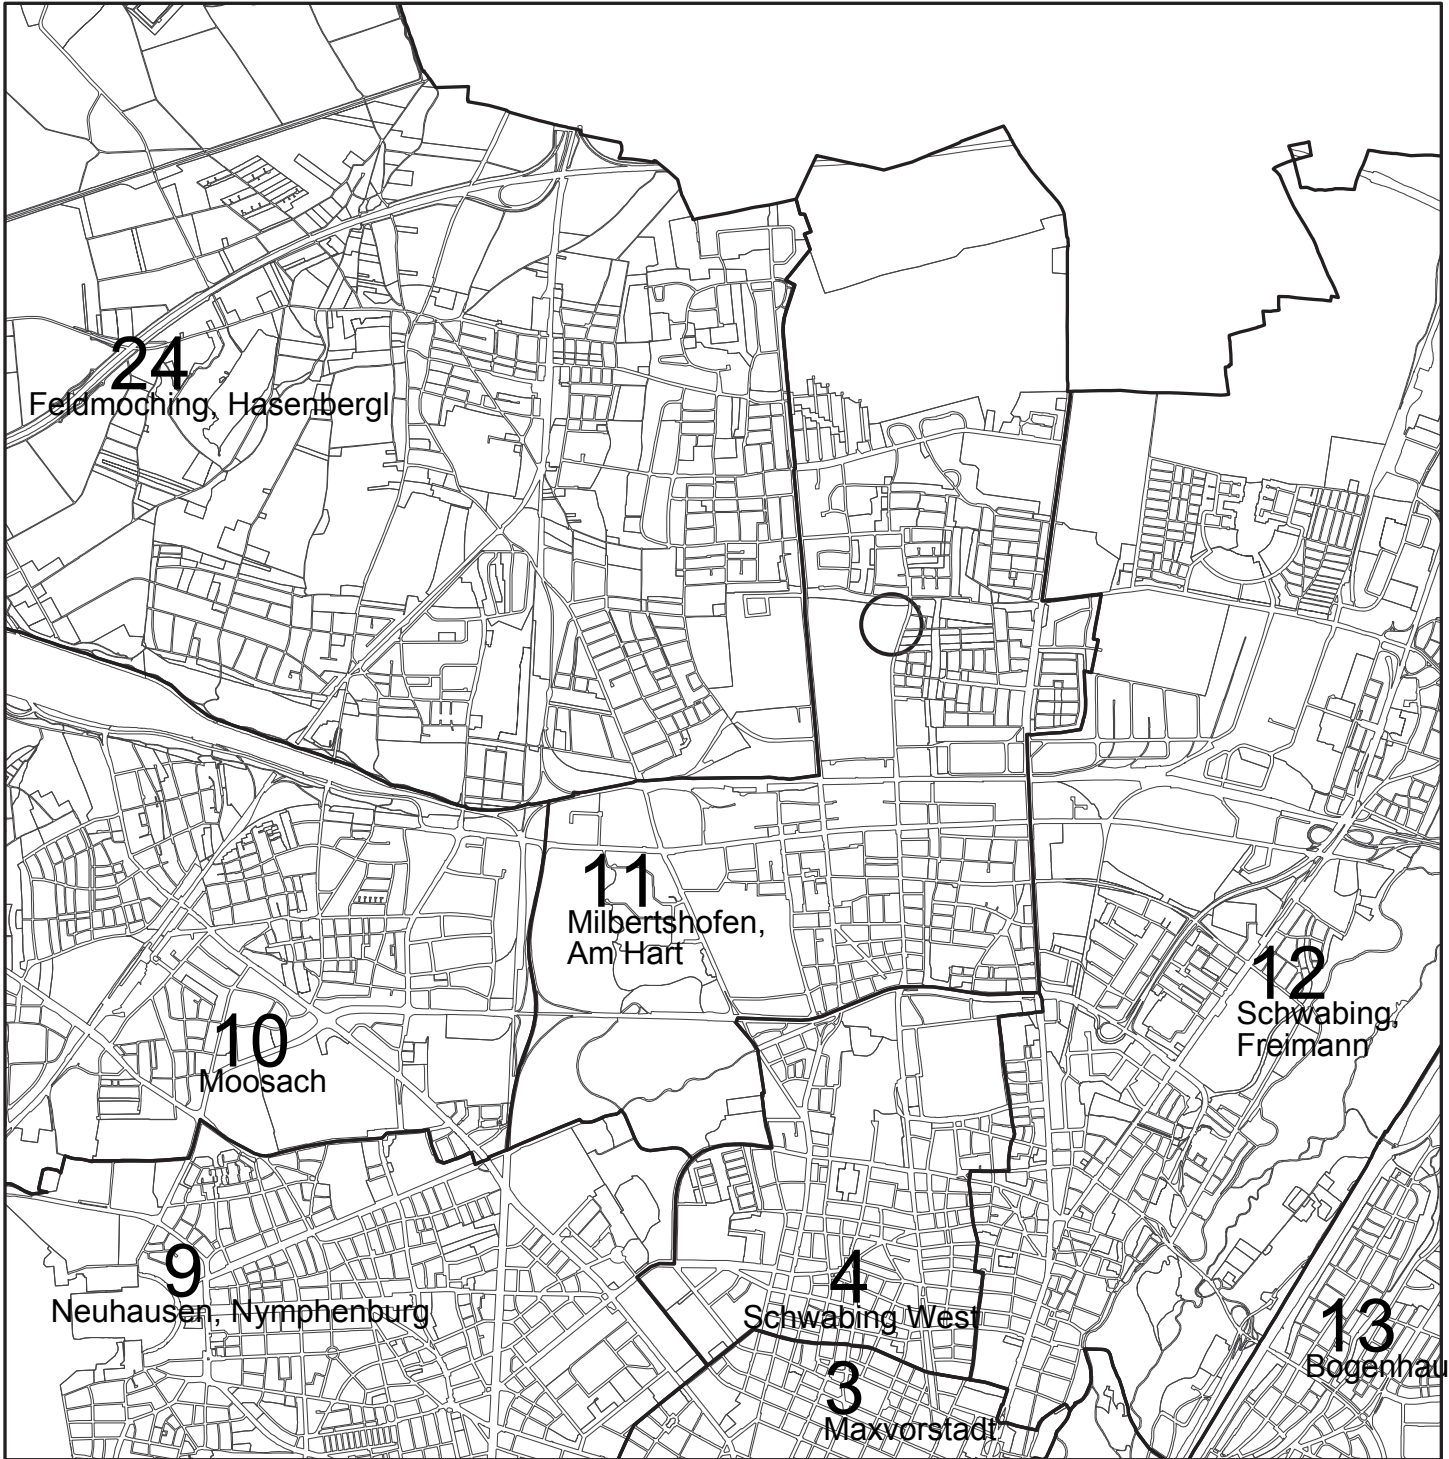 24
Feldmoching, Hasenbergl
11
Milbertshofen,
Am Hart
12
Schwabing,
Freimann
10
Moosach
9
Neuhausen, Nymphenburg
4
Schwabing West
13
Bogenhau
3
Maxvorstadt